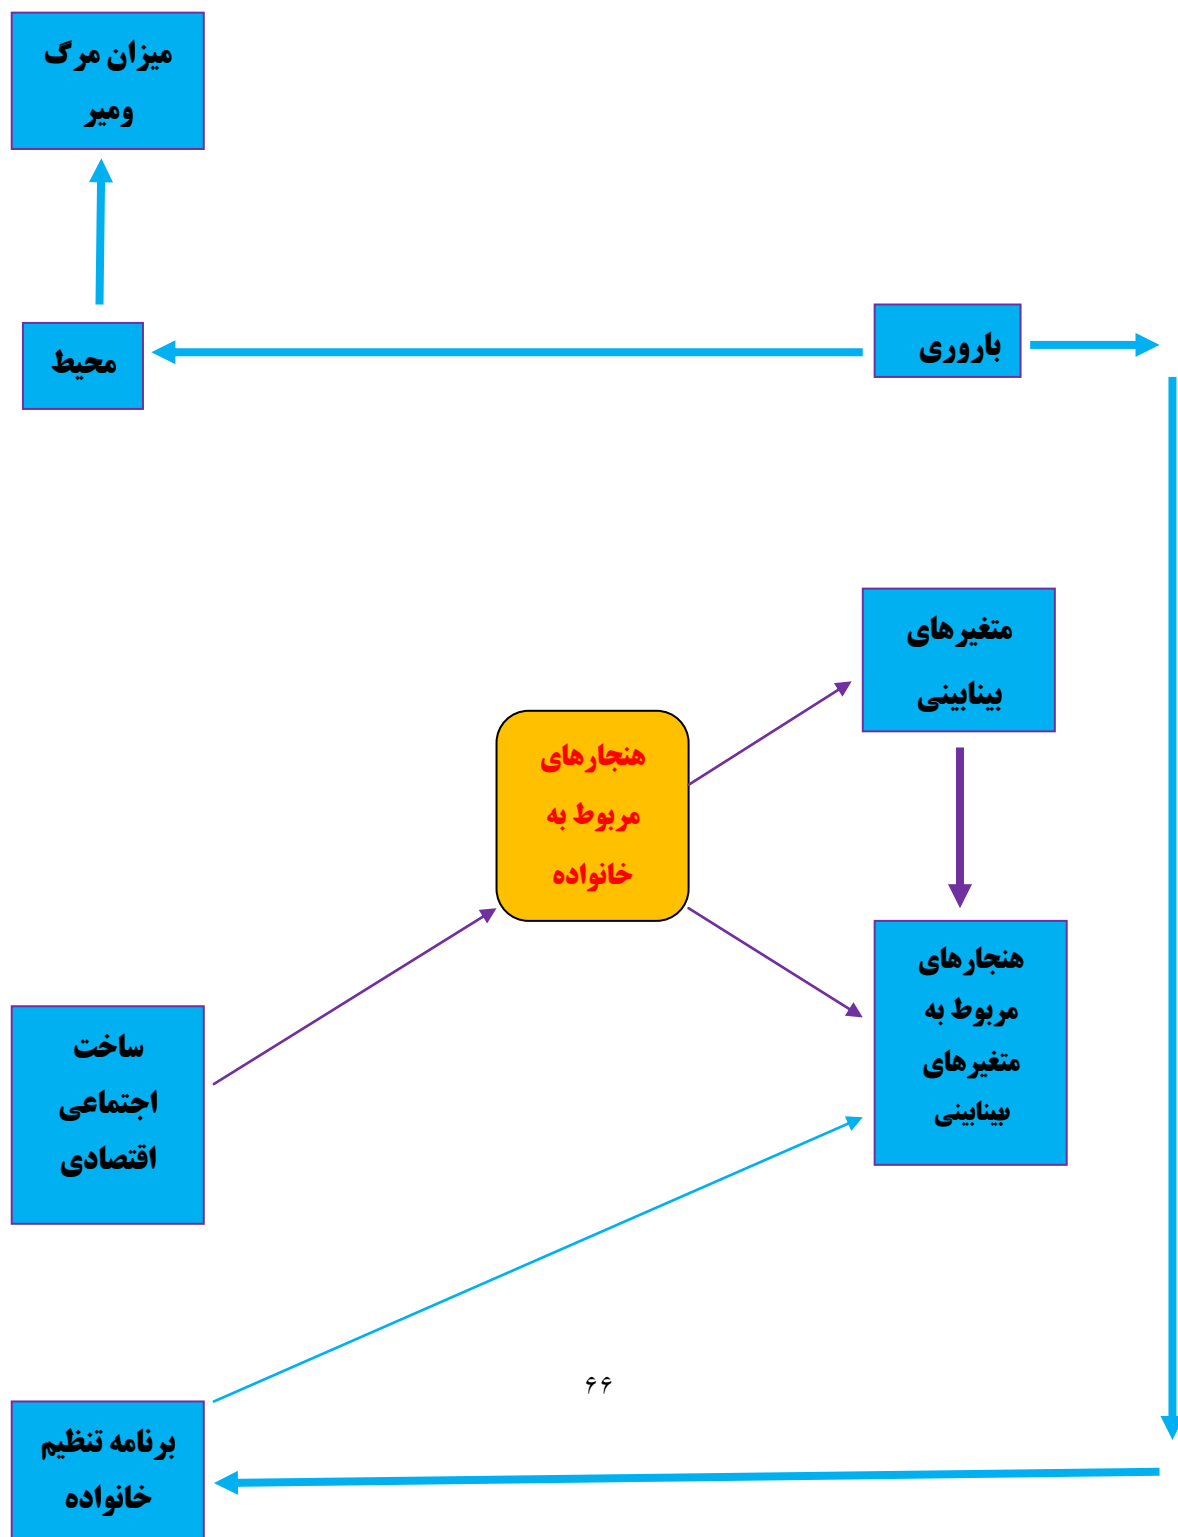 میزان مرگ
ومیر
باروری
محیط
متغیرهای
بینابینی
هنجارهای
مربوط به
خانواده
هنجارهای
مربوط به
متغیرهای
بینابینی
ساخت
اجتماعی
اقتصادی
۶۶
برنامه تنظیم
خانواده